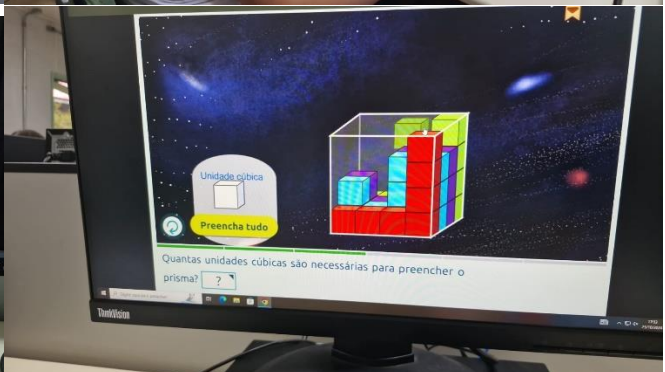 Unidade cúbica
Preencha tudo
Quantas unidades cúbicas são necessárias para preencher o
prisma? ?
ThinkVision